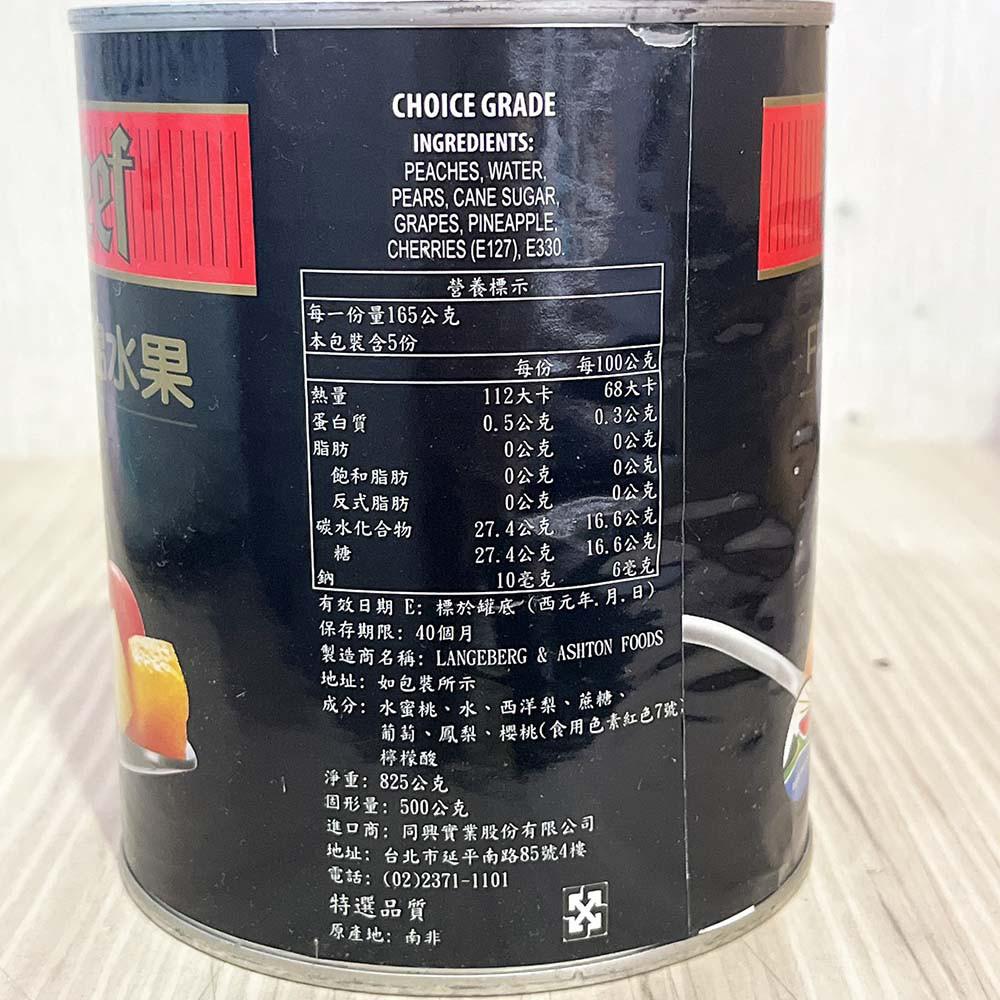 CHOICE GRADE
INGREDIENTS:
PEACHES, WATER,
PEARS, CANE SUGAR,
GRAPES, PINEAPPLE,
CHERRIES (E127), E330.
水果
營養標示
每一份量165公克
本包裝含5份
每份 每100公克
熱量 112大卡 68大卡
蛋白質 0.5公克 0.3公克
脂肪 0公克 0公克
飽和脂肪 0公克 0公克
反式脂肪 0公克 0公克
碳水化合物 27.4公克 16.6公克
糖 27.4公克 16.6公克
鈉 10毫克 6毫克
有效日期 E: 標於罐底 (西元年.月.日)
保存期限: 40個月
製造商名稱: LANGEBERG & ASHTON FOODS
地址: 如包裝所示
成分: 水蜜桃、水、西洋梨、蔗糖、
葡萄、鳳梨、櫻桃(食用色素紅色7號)
檸檬酸
淨重: 825公克
固形量: 500公克
進口商: 同興實業股份有限公司
地址: 台北市延平南路85號4樓
電話: (02)2371-1101
特選品質
原產地: 南非